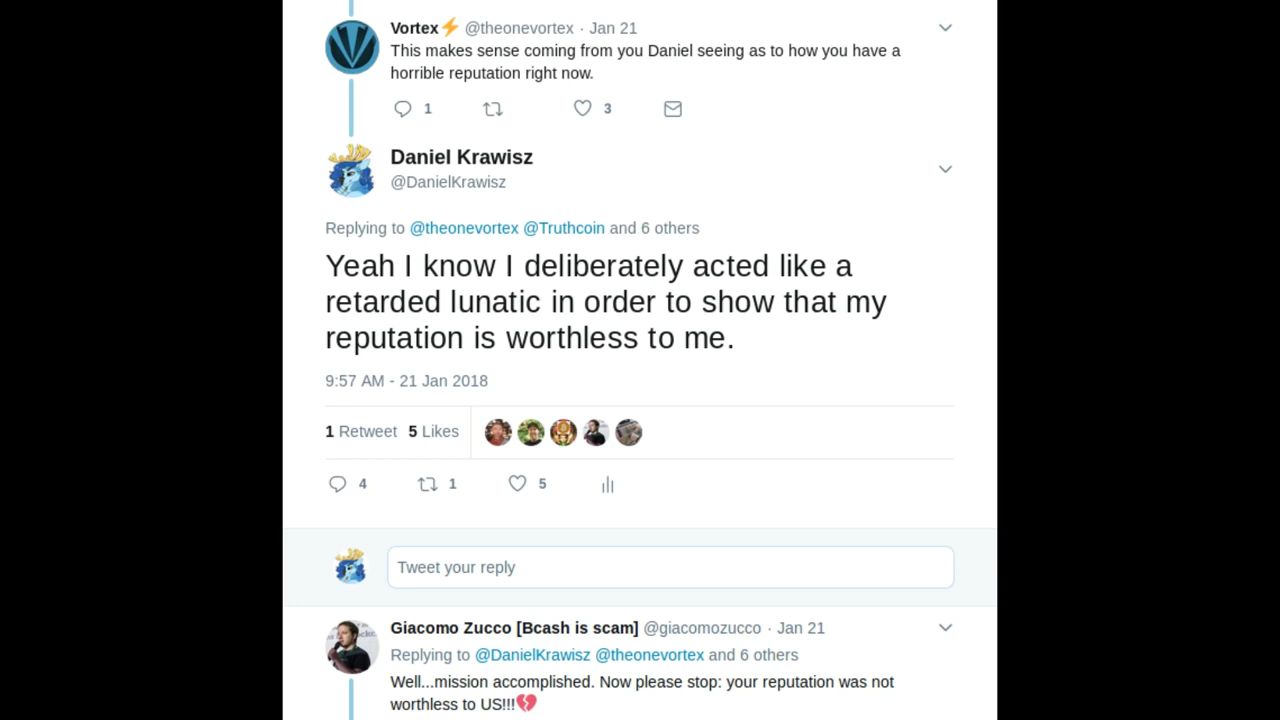 Vortex⚡ @theonevortex · Jan 21
This makes sense coming from you Daniel seeing as to how you have a
horrible reputation right now.
1 3
Daniel Krawisz
@DanielKrawisz
Replying to @theonevortex @Truthcoin and 6 others
Yeah I know I deliberately acted like a
retarded lunatic in order to show that my
reputation is worthless to me.
9:57 AM - 21 Jan 2018
1 Retweet 5 Likes
4 1 5
Tweet your reply
Giacomo Zucco [Bcash is scam] @giacomozucco · Jan 21
Replying to @DanielKrawisz @theonevortex and 6 others
Well...mission accomplished. Now please stop: your reputation was not
worthless to US!!!💔